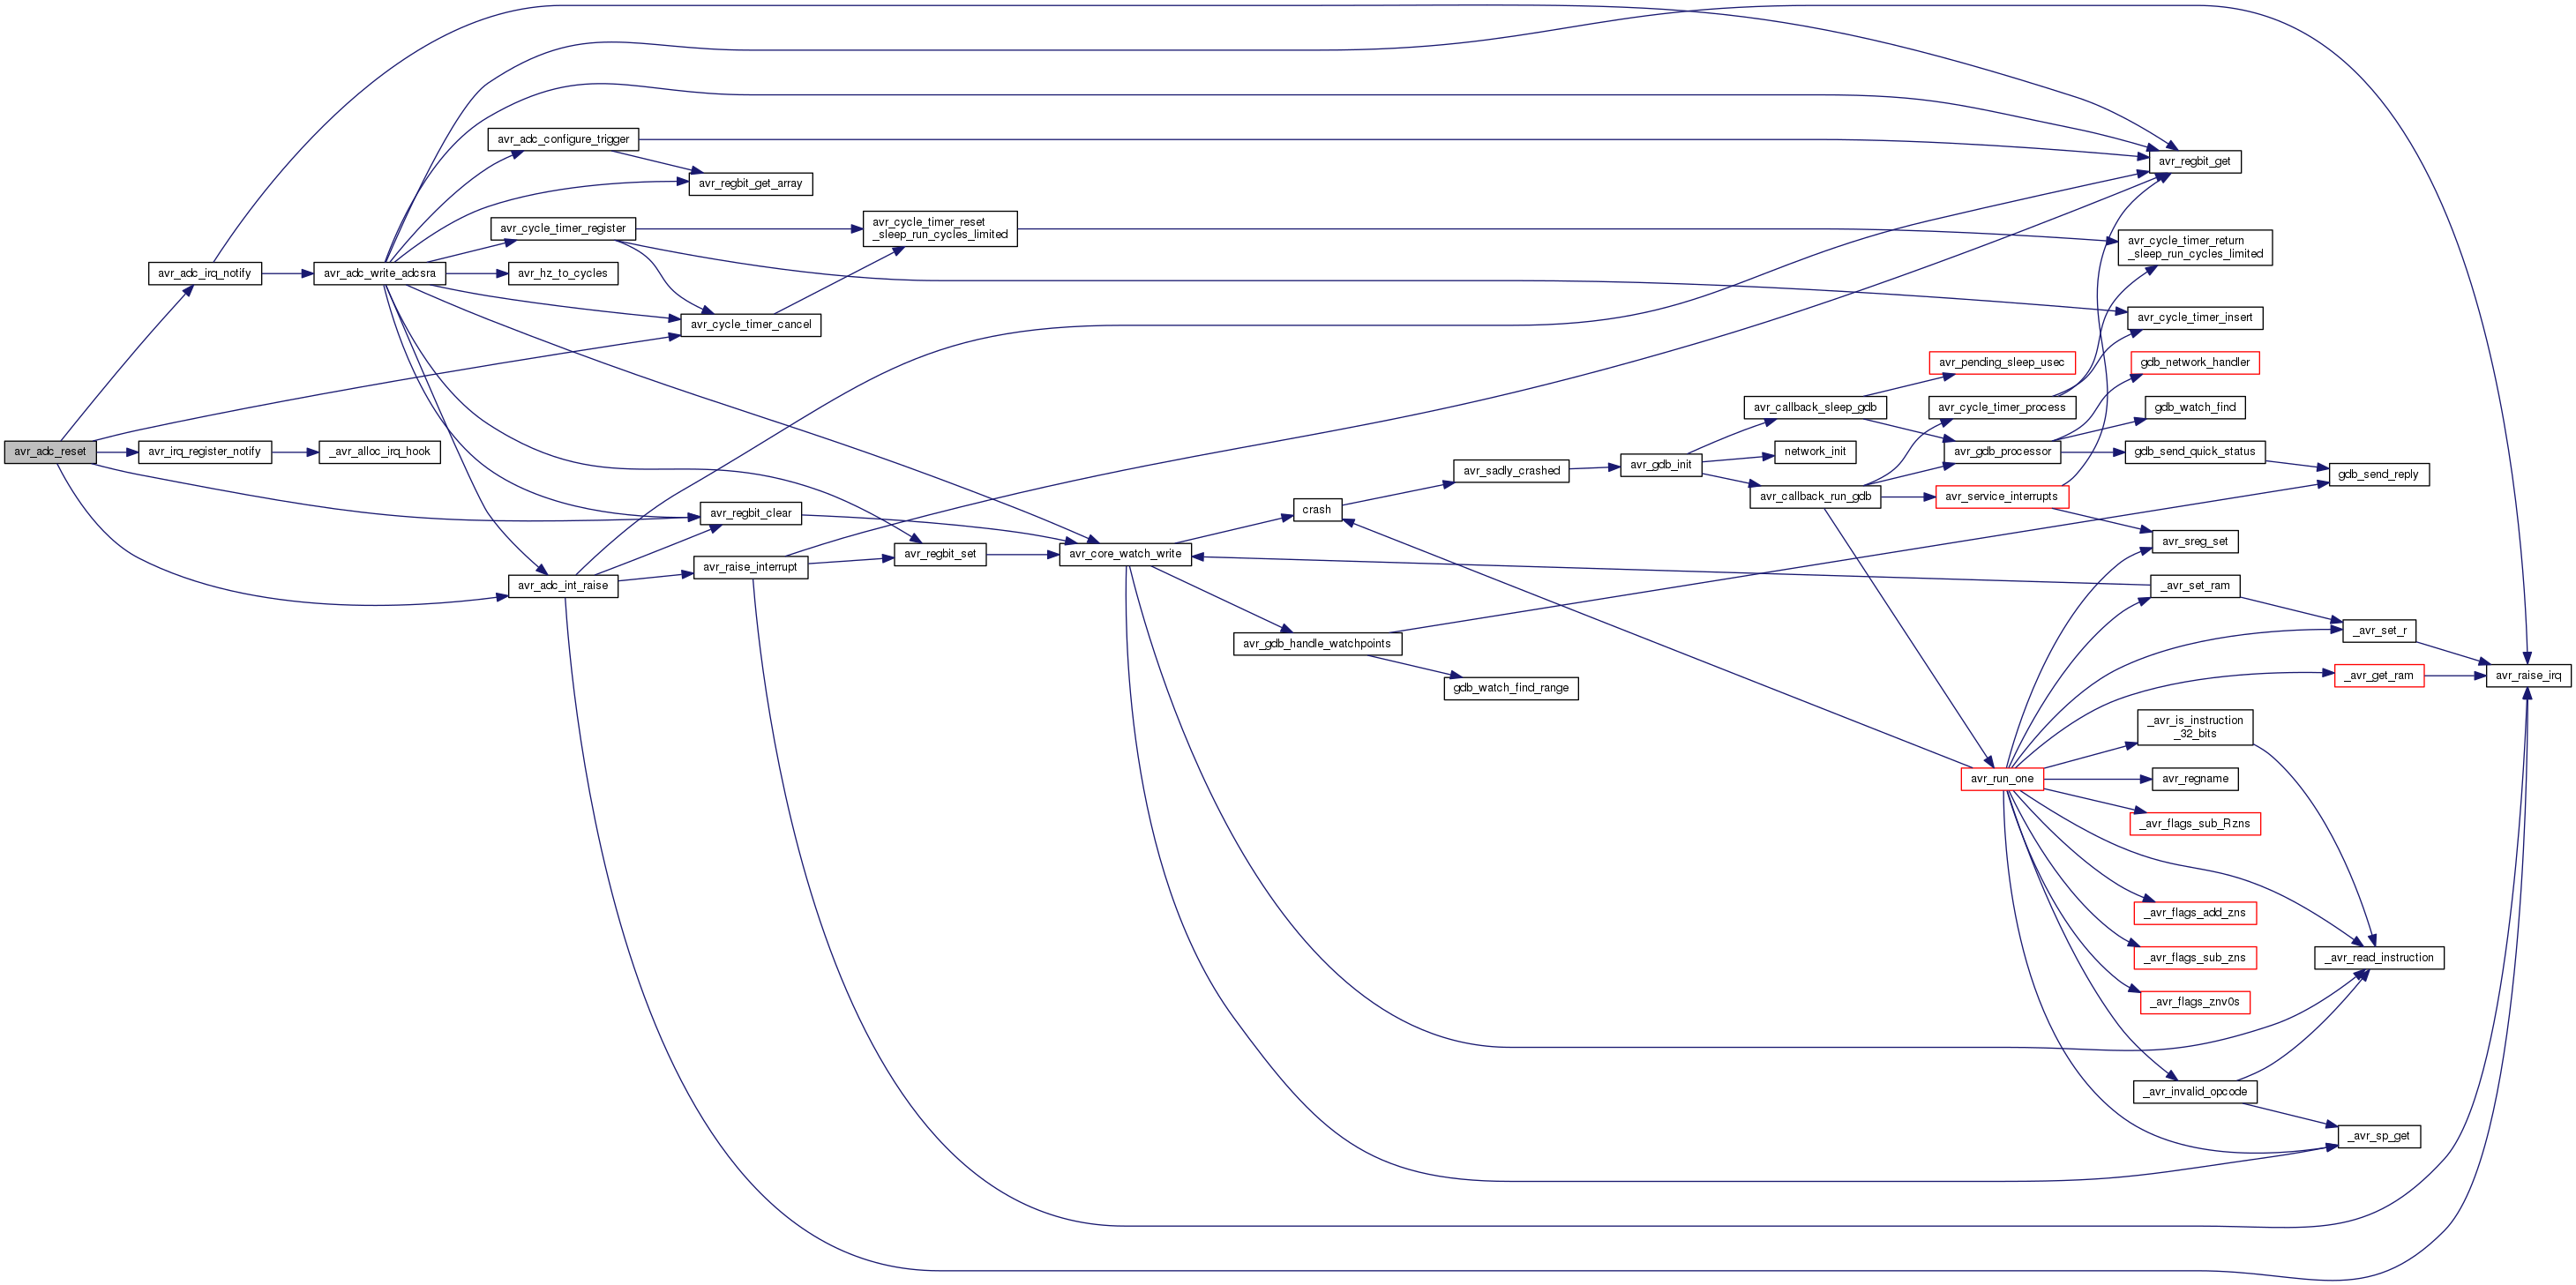 avr_adc_configure_trigger
avr_regbit_get
avr_regbit_get_array
avr_cycle_timer_register
avr_cycle_timer_reset
_sleep_run_cycles_limited
avr_cycle_timer_return
_sleep_run_cycles_limited
avr_adc_irq_notify
avr_adc_write_adcsra
avr_hz_to_cycles
avr_cycle_timer_cancel
avr_cycle_timer_insert
avr_pending_sleep_usec
gdb_network_handler
avr_callback_sleep_gdb
avr_cycle_timer_process
gdb_watch_find
avr_adc_reset
avr_irq_register_notify
_avr_alloc_irq_hook
network_init
avr_gdb_processor
gdb_send_quick_status
avr_sadly_crashed
avr_gdb_init
gdb_send_reply
avr_callback_run_gdb
avr_service_interrupts
avr_regbit_clear
crash
avr_sreg_set
avr_regbit_set
avr_core_watch_write
avr_raise_interrupt
avr_adc_int_raise
_avr_set_ram
_avr_set_r
avr_gdb_handle_watchpoints
_avr_get_ram
avr_raise_irq
gdb_watch_find_range
_avr_is_instruction
_32_bits
avr_run_one
avr_regname
_avr_flags_sub_Rzns
_avr_flags_add_zns
_avr_flags_sub_zns
_avr_read_instruction
_avr_flags_znv0s
_avr_invalid_opcode
_avr_sp_get